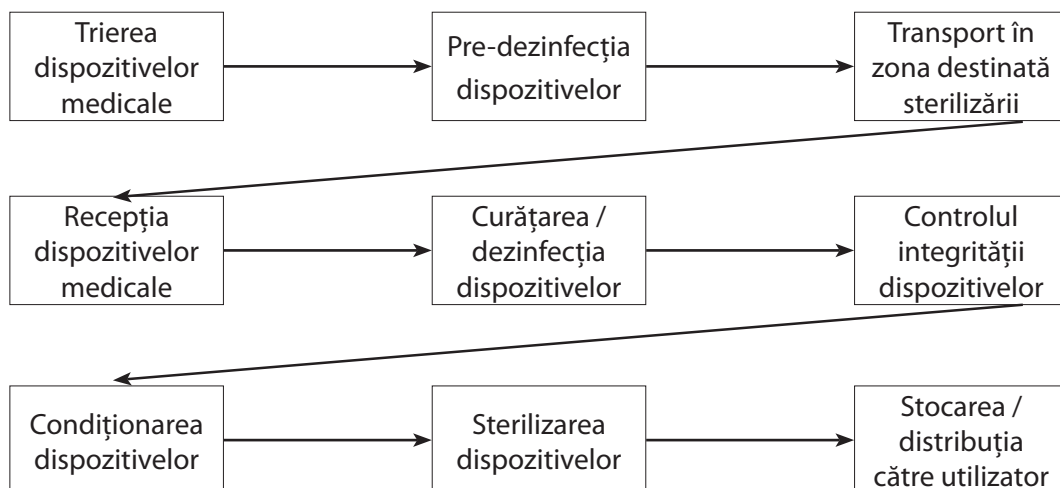 Trierea
dispozitivelor
medicale
Pre-dezinfecția
dispozitivelor
Transport în
zona destinată
sterilizării
Recepția
dispozitivelor
medicale
Curățarea /
dezinfecția
dispozitivelor
Controlul
integrității
dispozitivelor
Condiționarea
dispozitivelor
Sterilizarea
dispozitivelor
Stocarea /
distribuția
către utilizator